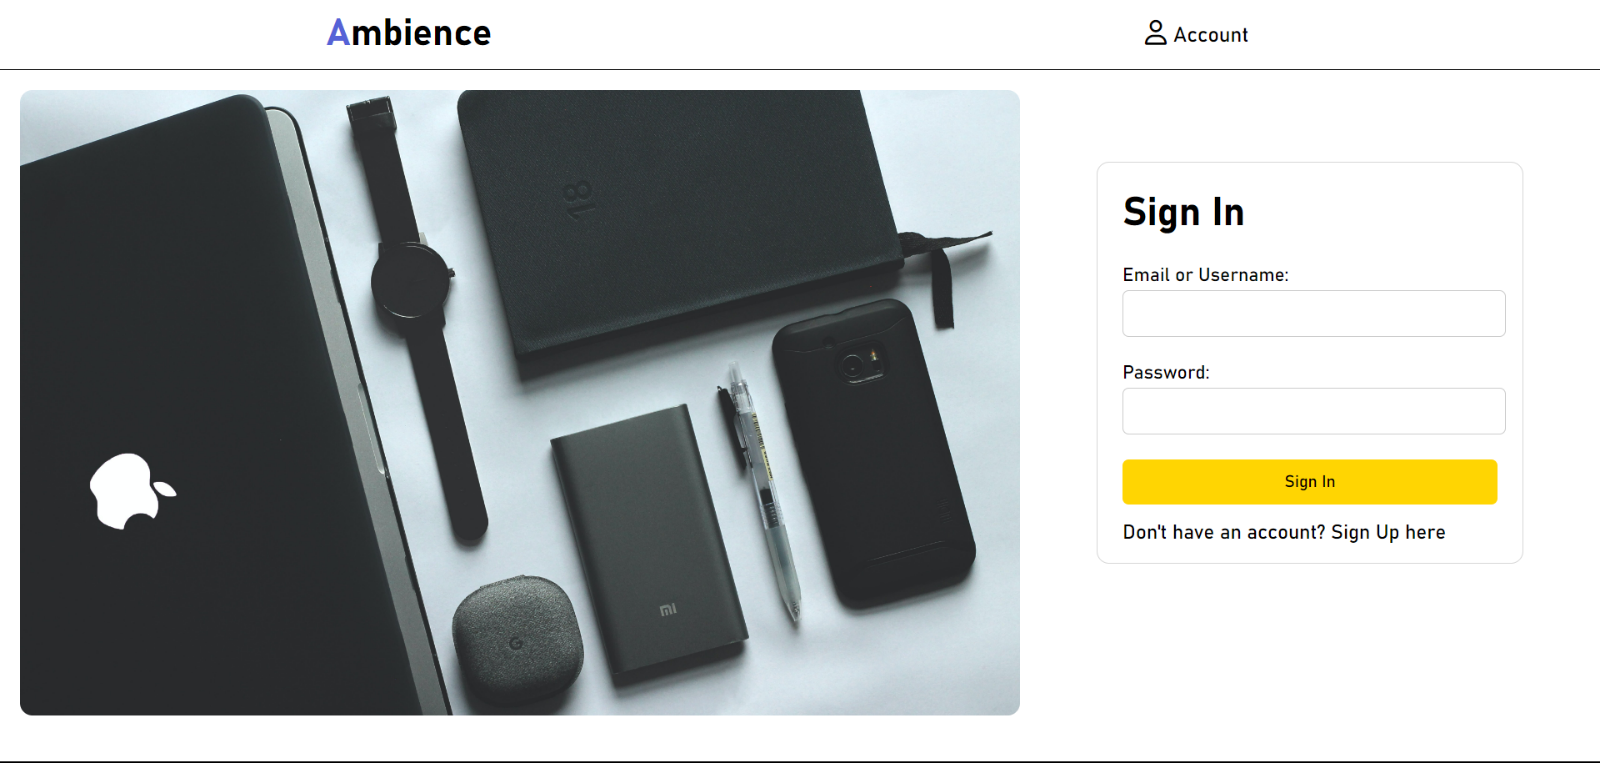 Ambience
Account
18
Sign In
Email or Username:
Password:
Sign In
Don't have an account? Sign Up here
mi
G